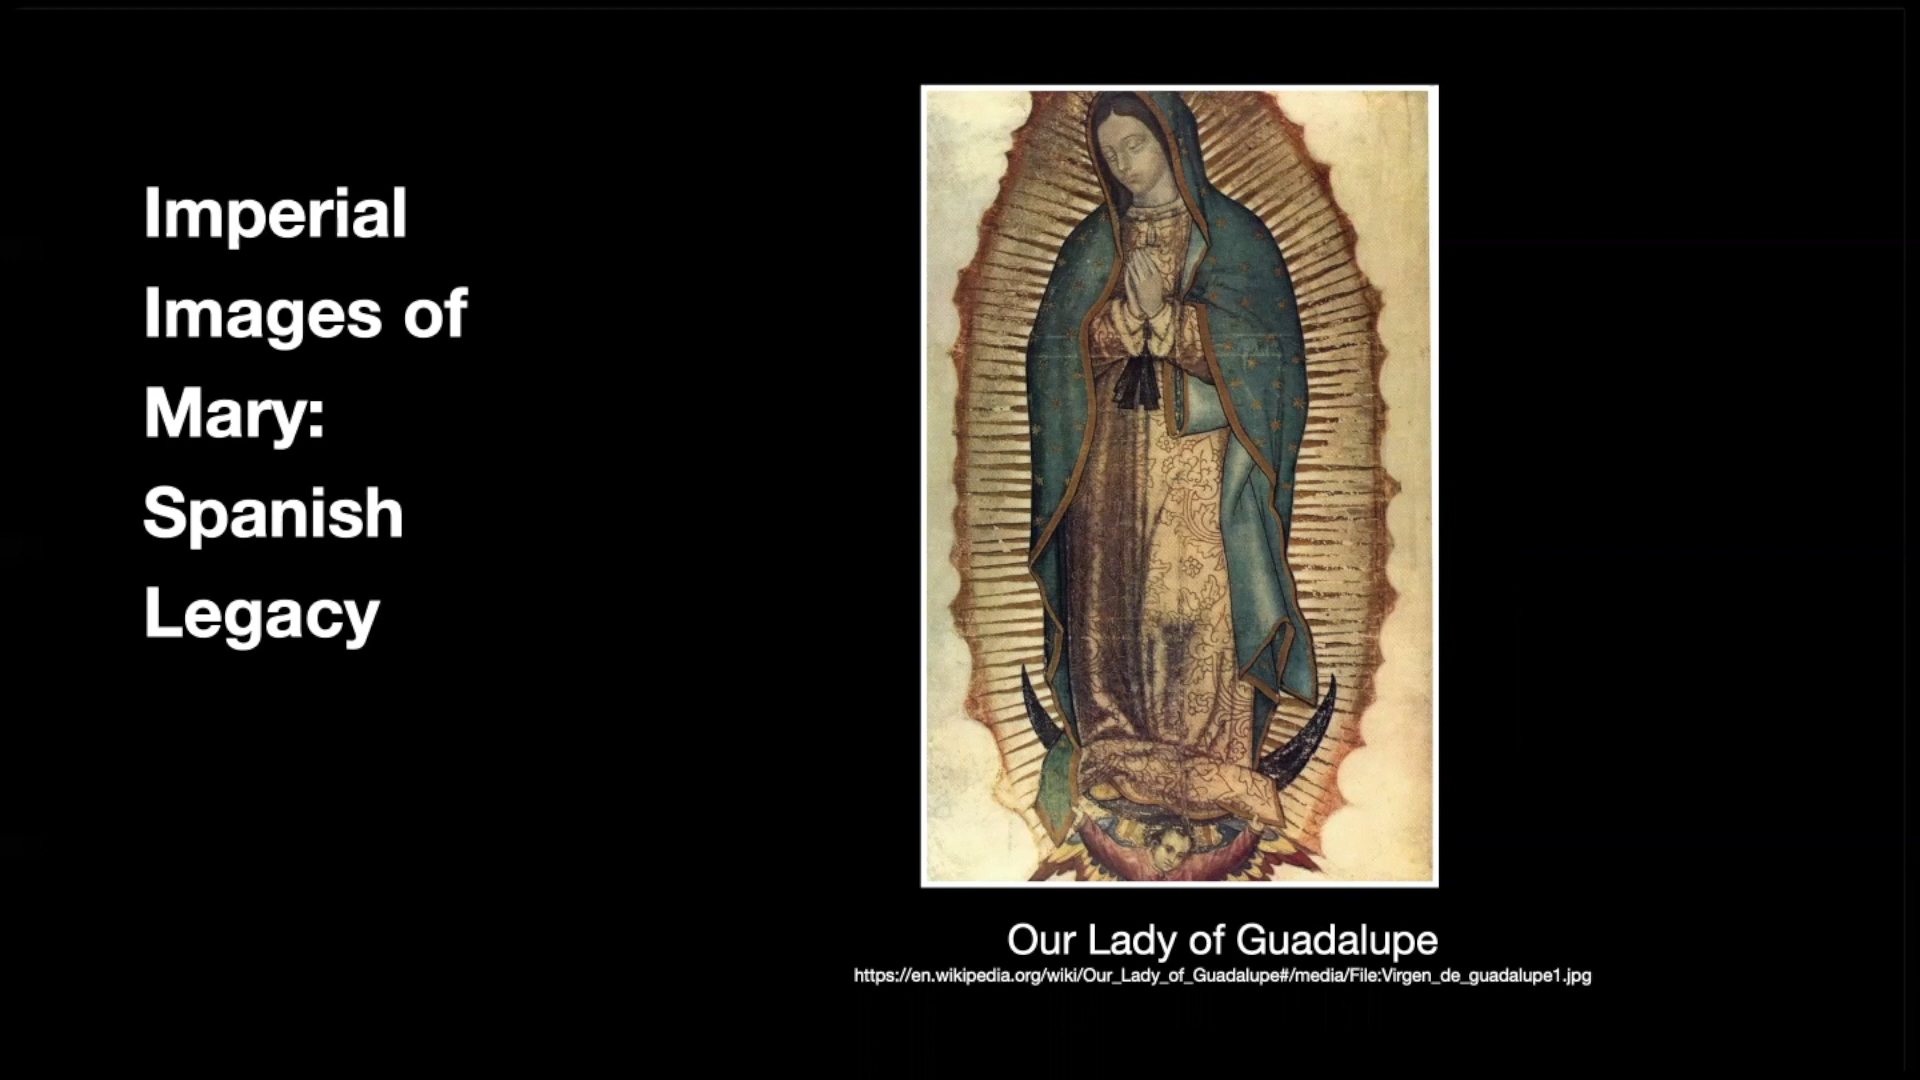 Imperial
Images of
Mary:
Spanish
Legacy
Our Lady of Guadalupe
https://en.wikipedia.org/wiki/Our_Lady_of_Guadalupe#/media/File:Virgen_de_guadalupe1.jpg